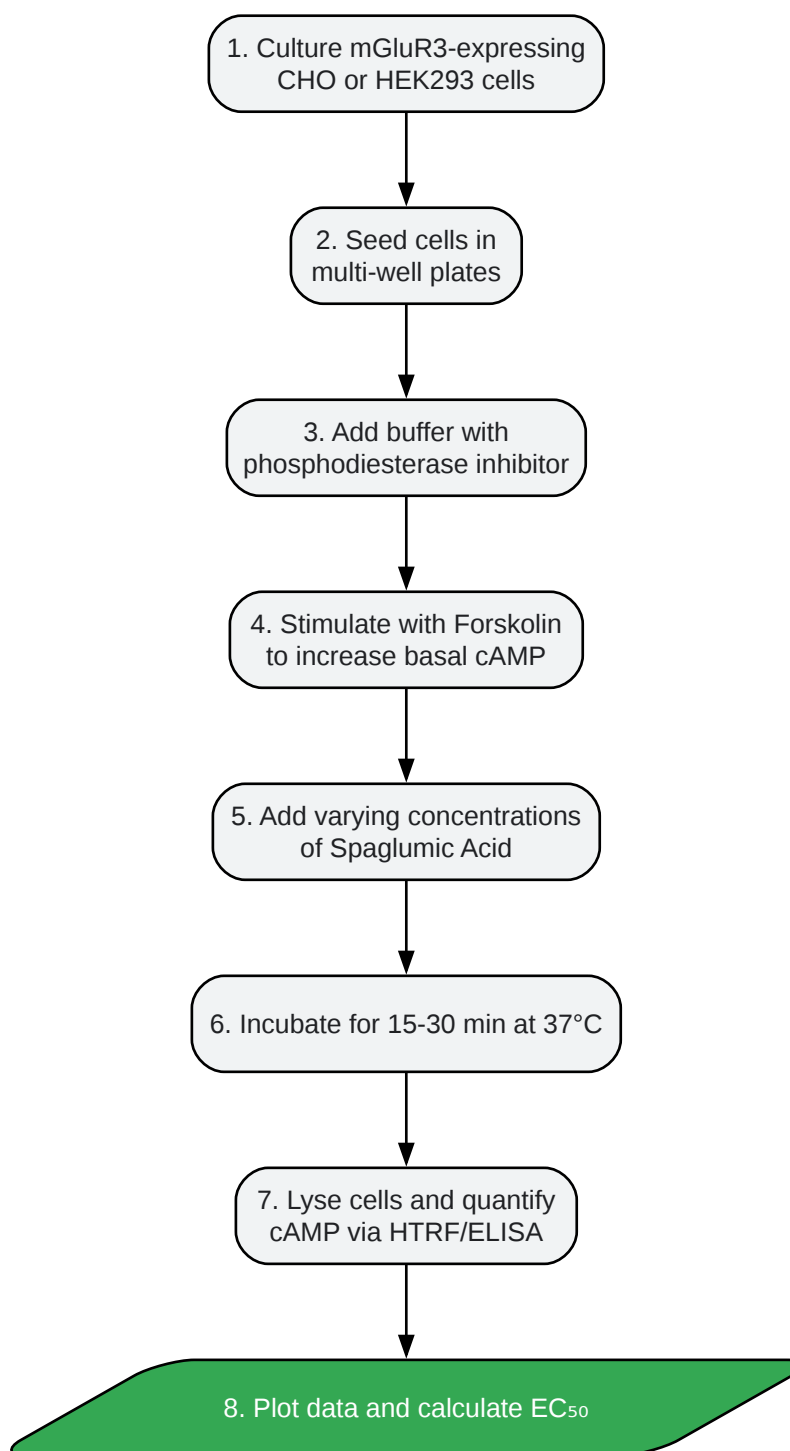 1. Culture mGluR3-expressing
CHO or HEK293 cells
2. Seed cells in
multi-well plates
3. Add buffer with
phosphodiesterase inhibitor
4. Stimulate with Forskolin
to increase basal cAMP
5. Add varying concentrations
of Spaglumic Acid
6. Incubate for 15-30 min at 37°C
7. Lyse cells and quantify
cAMP via HTRF/ELISA
8. Plot data and calculate EC₅₀